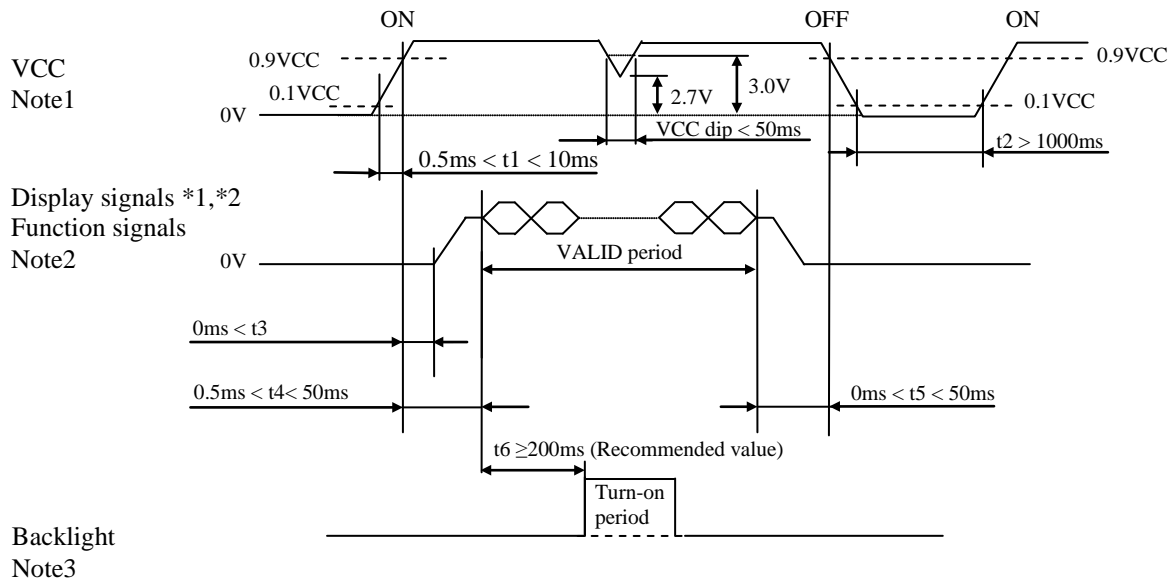 ON OFF ON
0.9VCC 0.9VCC
VCC
Note1
3.0V
2.7V
0.1VCC 0.1VCC
0V
VCC dip < 50ms
t2 > 1000ms
0.5ms < t1 < 10ms
Display signals *1,*2
Function signals
Note2
0V
VALID period
0ms < t3
0.5ms < t4< 50ms
0ms < t5 < 50ms
t6 ≥200ms (Recommended value)
Turn-on
period
Backlight
Note3